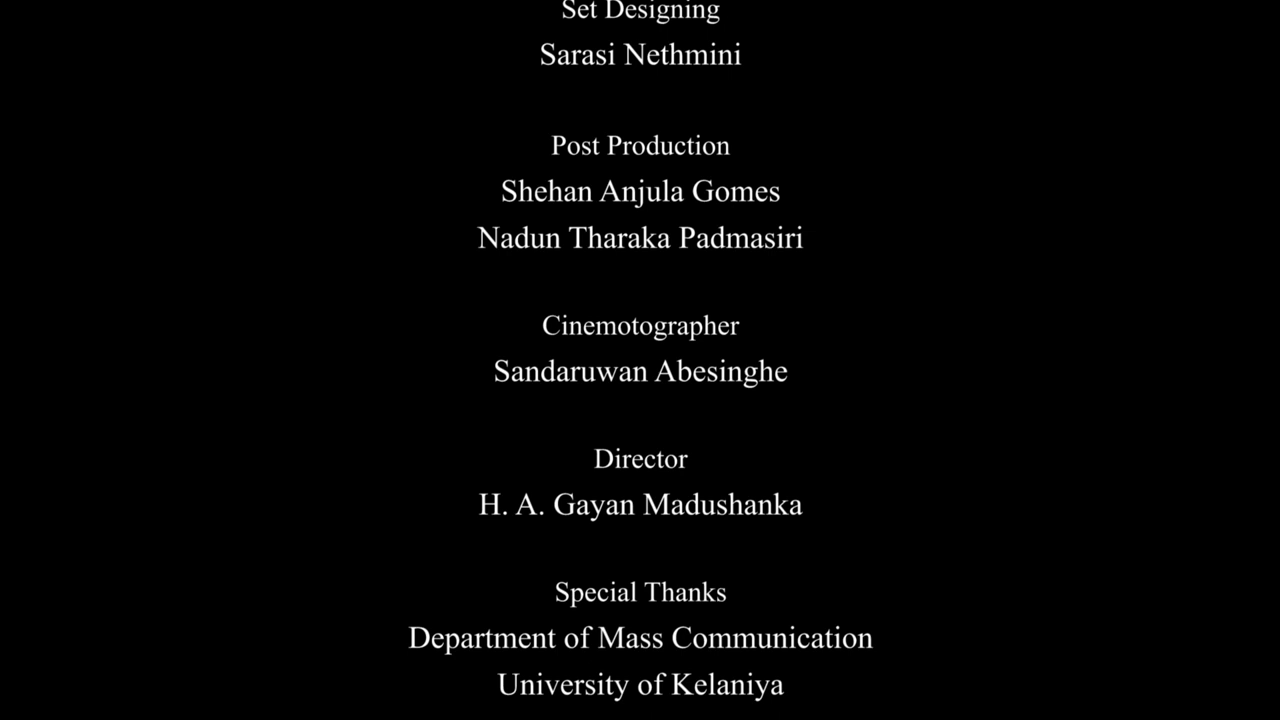 Set Designing
Sarasi Nethmini
Post Production
Shehan Anjula Gomes
Nadun Tharaka Padmasiri
Cinemotographer
Sandaruwan Abesinghe
Director
H. A. Gayan Madushanka
Special Thanks
Department of Mass Communication
University of Kelaniya